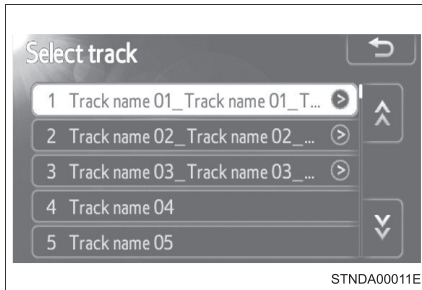 Select track
1 Track name 01_Track name 01_T...
2 Track name 02_Track name 02_...
3 Track name 03_Track name 03_...
4 Track name 04
5 Track name 05
STNDA00011E